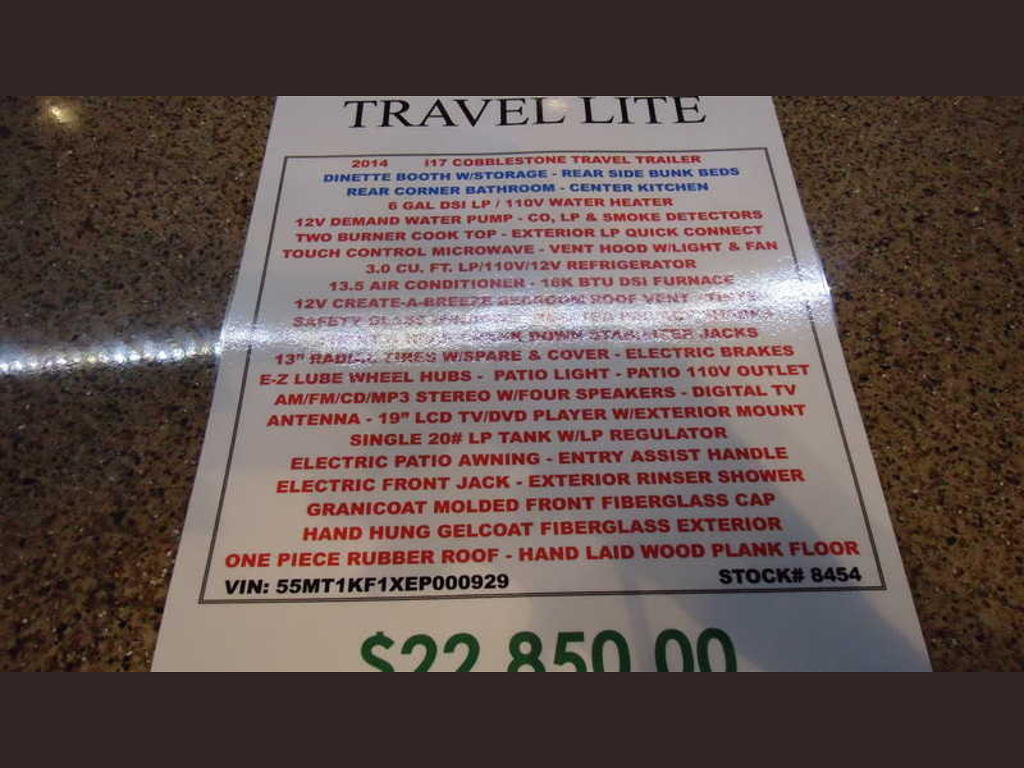 TRAVEL LITE
2014 I17 COBBLESTONE TRAVEL TRAILER
DINETTE BOOTH W/STORAGE - REAR SIDE BUNK BEDS
REAR CORNER BATHROOM - CENTER KITCHEN
6 GAL DSI LP / 110V WATER HEATER
12V DEMAND WATER PUMP - CO, LP & SMOKE DETECTORS
TWO BURNER COOK TOP - EXTERIOR LP QUICK CONNECT
TOUCH CONTROL MICROWAVE - VENT HOOD W/LIGHT & FAN
3.0 CU. FT. LP/110V/12V REFRIGERATOR
13.5 AIR CONDITIONER - 16K BTU DSI FURNACE
12V CREATE-A-BREEZE BEDROOM ROOF VENT -
SAFETY GLASS
DOWN STABILIZER JACKS
13" RADIAL TIRES W/SPARE & COVER - ELECTRIC BRAKES
E-Z LUBE WHEEL HUBS - PATIO LIGHT - PATIO 110V OUTLET
AM/FM/CD/MP3 STEREO W/FOUR SPEAKERS - DIGITAL TV
ANTENNA - 19" LCD TV/DVD PLAYER W/EXTERIOR MOUNT
SINGLE 20# LP TANK W/LP REGULATOR
ELECTRIC PATIO AWNING - ENTRY ASSIST HANDLE
ELECTRIC FRONT JACK - EXTERIOR RINSER SHOWER
GRANICOAT MOLDED FRONT FIBERGLASS CAP
HAND HUNG GELCOAT FIBERGLASS EXTERIOR
ONE PIECE RUBBER ROOF - HAND LAID WOOD PLANK FLOOR
VIN: 55MT1KF1XEP000929 STOCK# 8454
$22,850.00